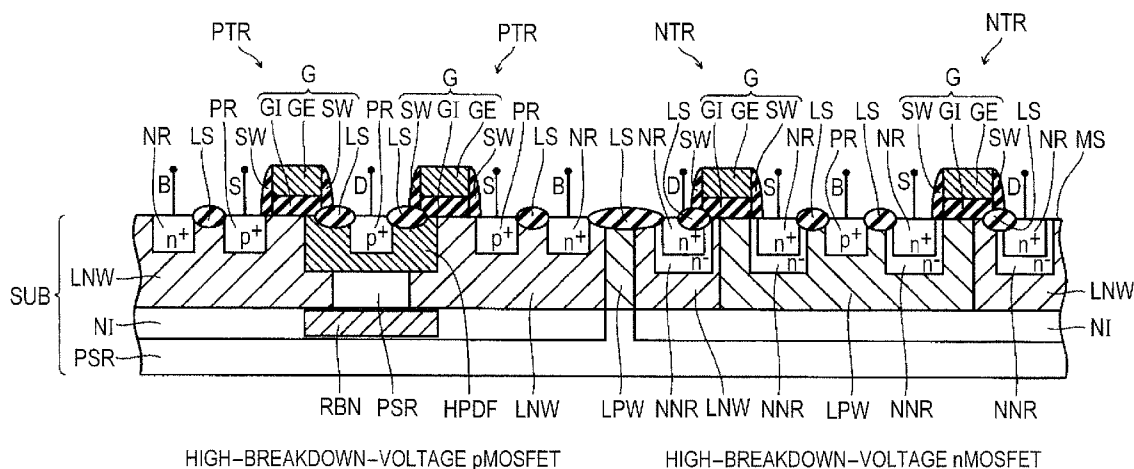 PTR PTR NTR NTR
G G G G
GI GE SW SW GI GE GI GE SW SW GI GE
PR PR PR LS LS LS LS
NR LS SW LS LS SW LS NR LS NR SW NR PR NR SW NR MS
B S D S B D S B S D
n+ p+ p+ p+ n+ n+ n+ p+ n+ n+
n- n- n- n-
SUB
LNW LNW
NI NI
PSR
RBN PSR HPDF LNW LPW NNR LNW NNR LPW NNR NNR
HIGH-BREAKDOWN-VOLTAGE pMOSFET HIGH-BREAKDOWN-VOLTAGE nMOSFET